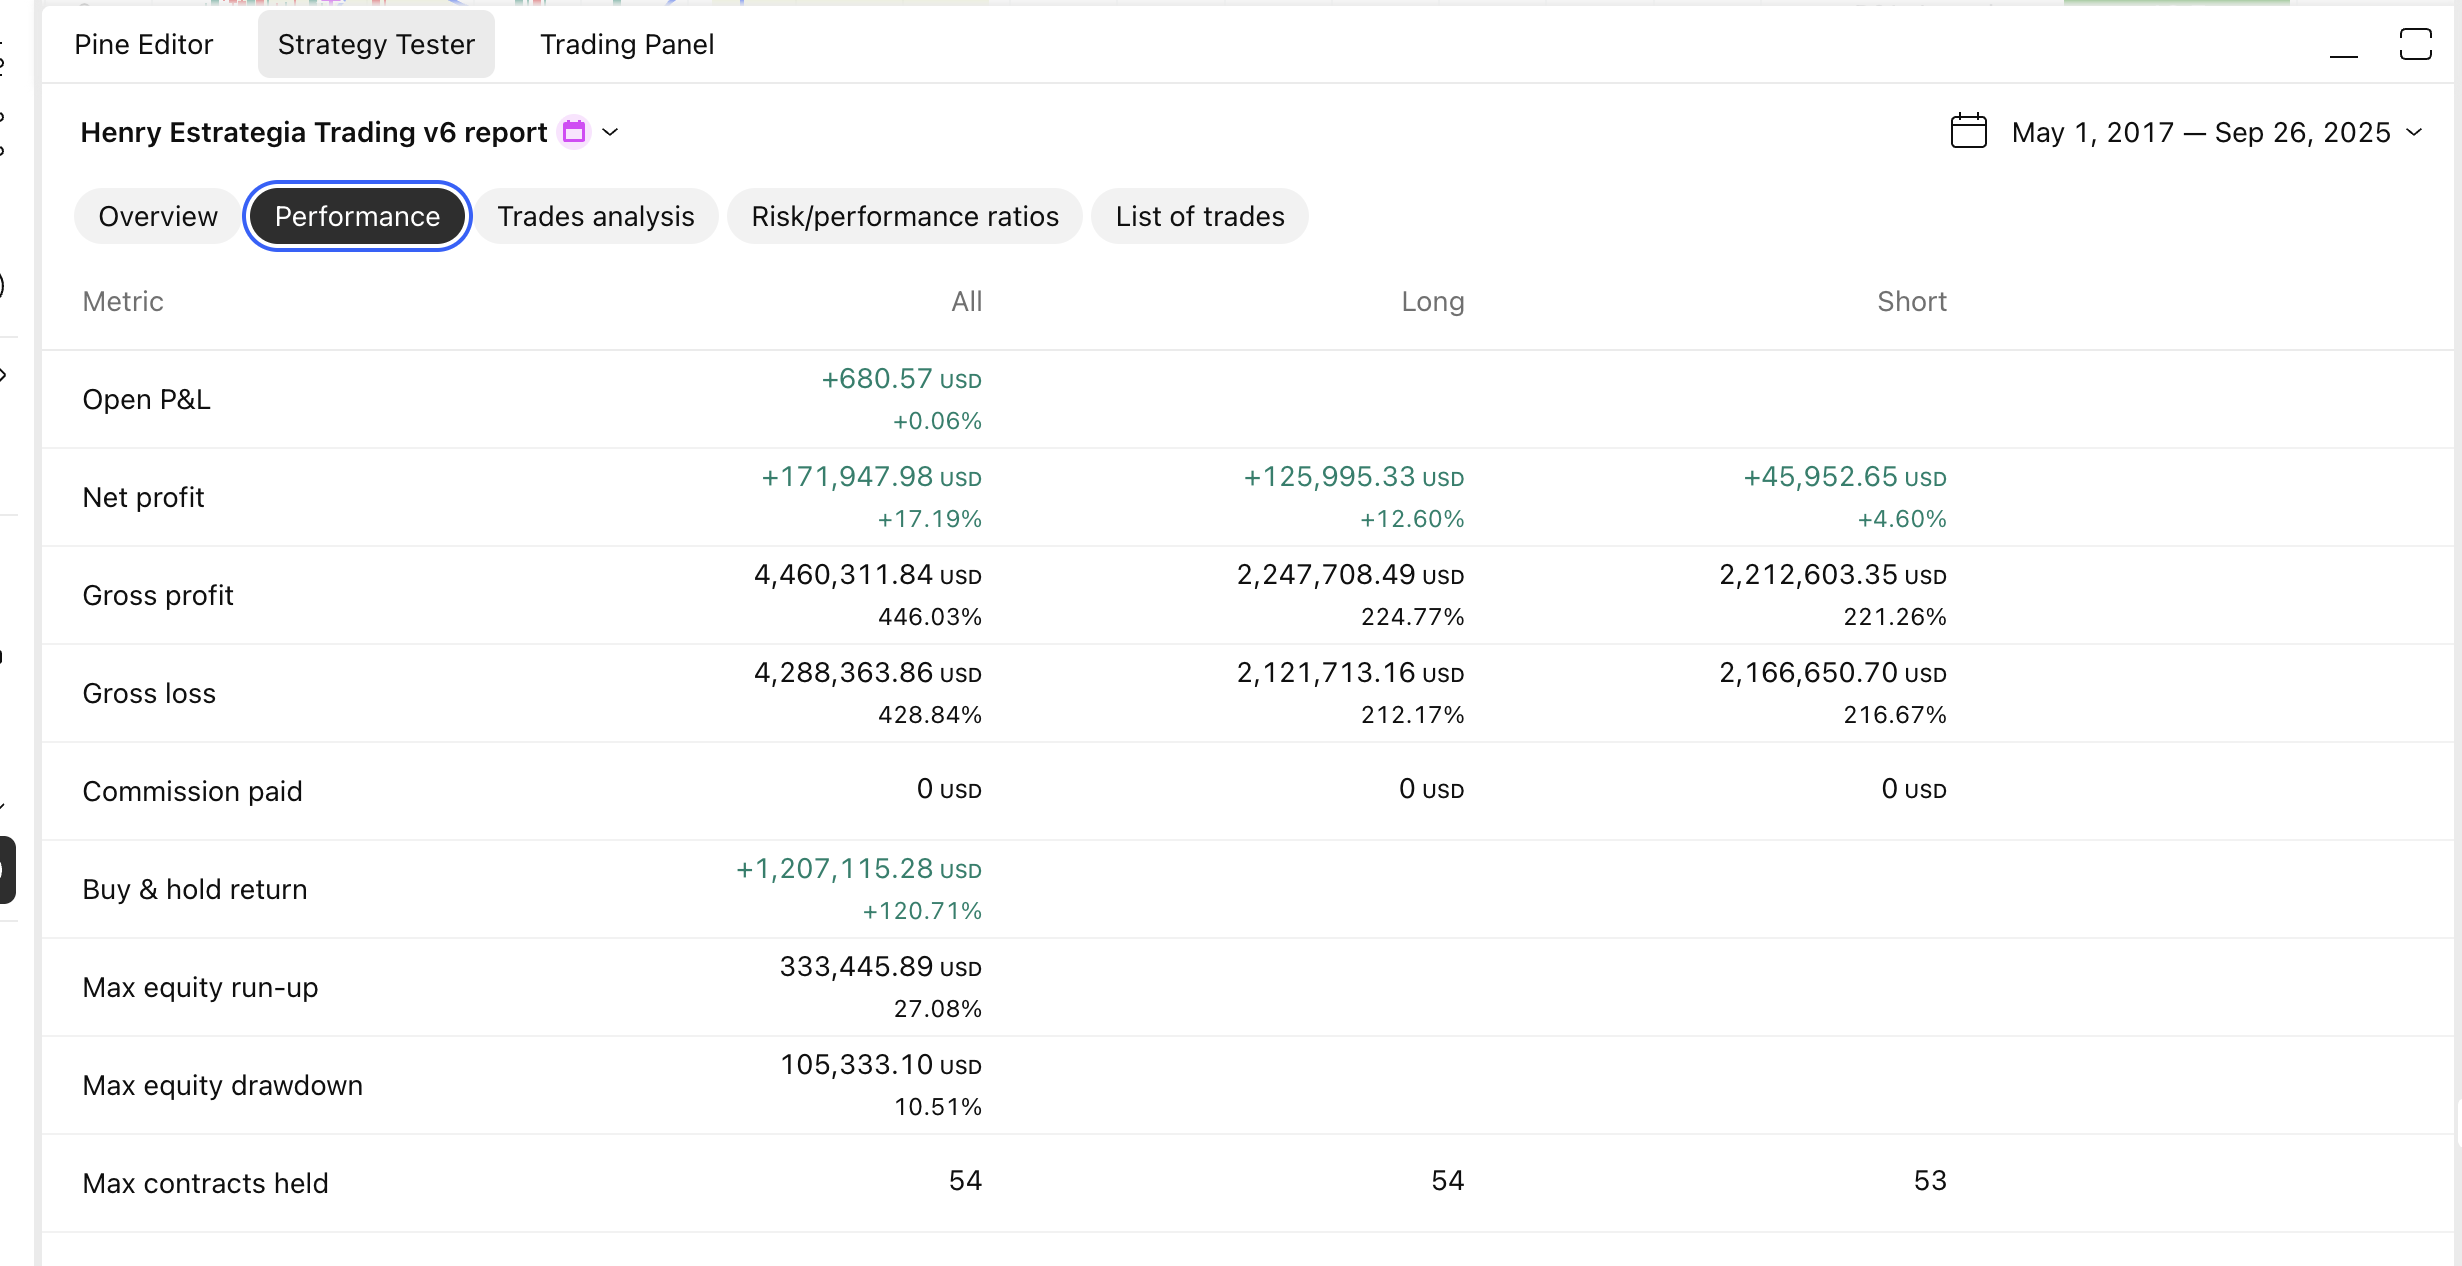 Pine Editor
Strategy Tester
Trading Panel
Henry Estrategia Trading v6 report
May 1, 2017 — Sep 26, 2025
Overview
Performance
Trades analysis
Risk/performance ratios
List of trades
Metric All Long Short
Open P&L
+680.57 USD
+0.06%
Net profit
+171,947.98 USD +125,995.33 USD +45,952.65 USD
+17.19% +12.60% +4.60%
Gross profit
4,460,311.84 USD 2,247,708.49 USD 2,212,603.35 USD
446.03% 224.77% 221.26%
Gross loss
4,288,363.86 USD 2,121,713.16 USD 2,166,650.70 USD
428.84% 212.17% 216.67%
Commission paid 0 USD 0 USD 0 USD
Buy & hold return
+1,207,115.28 USD
+120.71%
Max equity run-up
333,445.89 USD
27.08%
Max equity drawdown
105,333.10 USD
10.51%
Max contracts held 54 54 53